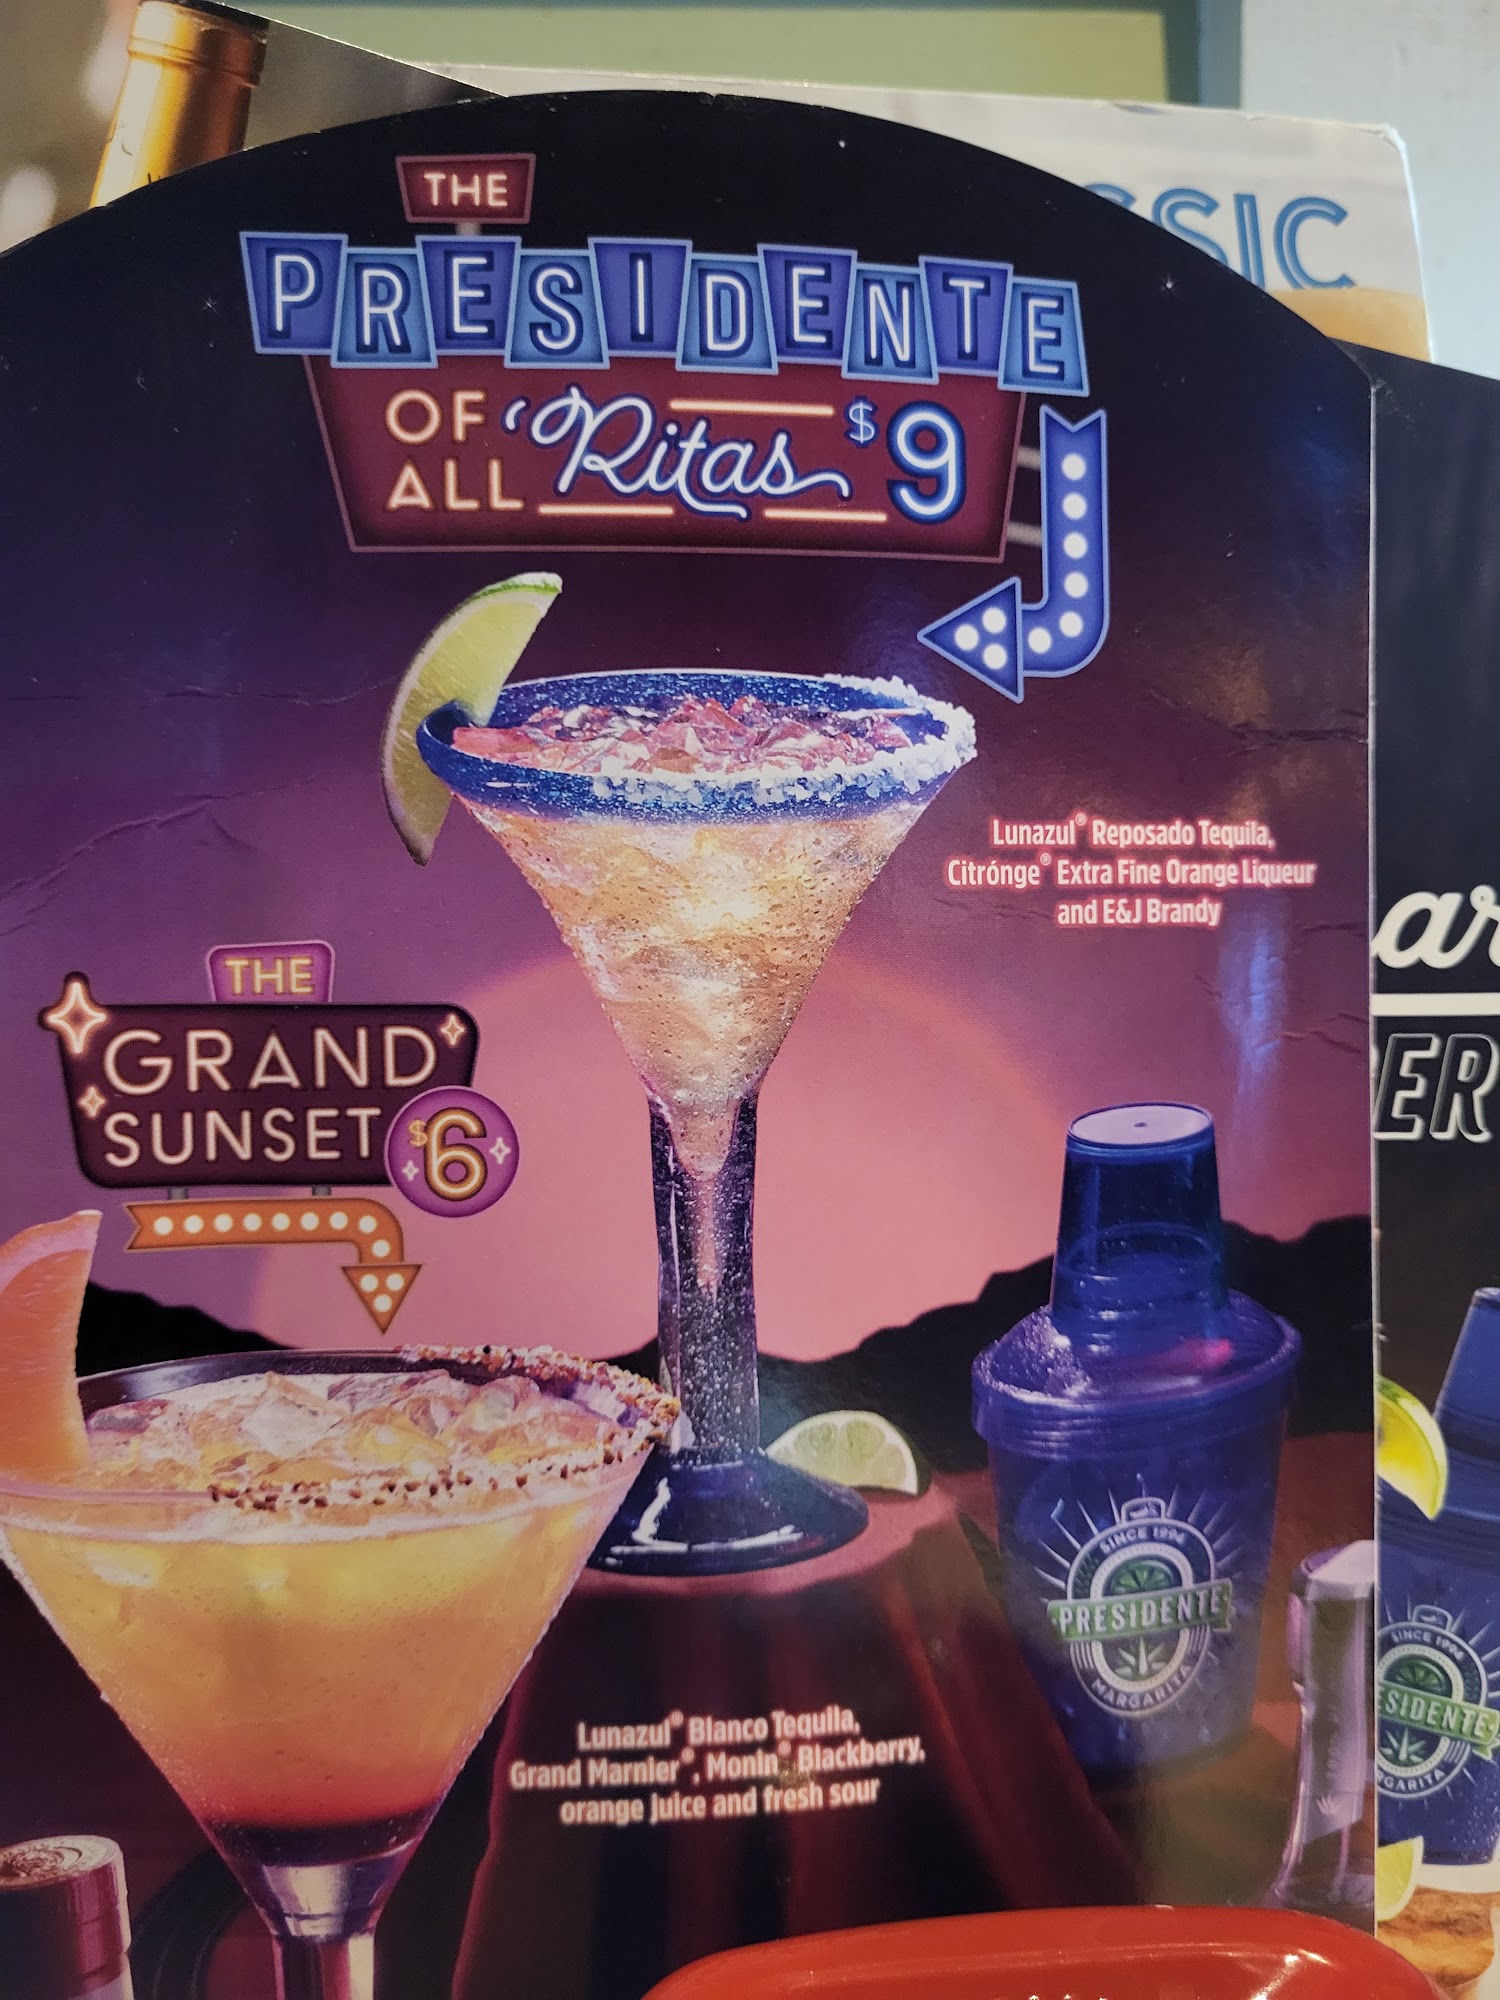 THE
PRESIDENTE
OF ALL 'Ritas $9
Lunazul® Reposado Tequila,
Citrónge® Extra Fine Orange Liqueur
and E&J Brandy
THE
GRAND
SUNSET $6
SINCE 1994
PRESIDENTE
MARGARITA
Lunazul® Blanco Tequila,
Grand Marnier®, Monin® Blackberry,
orange juice and fresh sour
SSIC
ar
ER
SINCE 1994
ESIDENTE
RGARITA